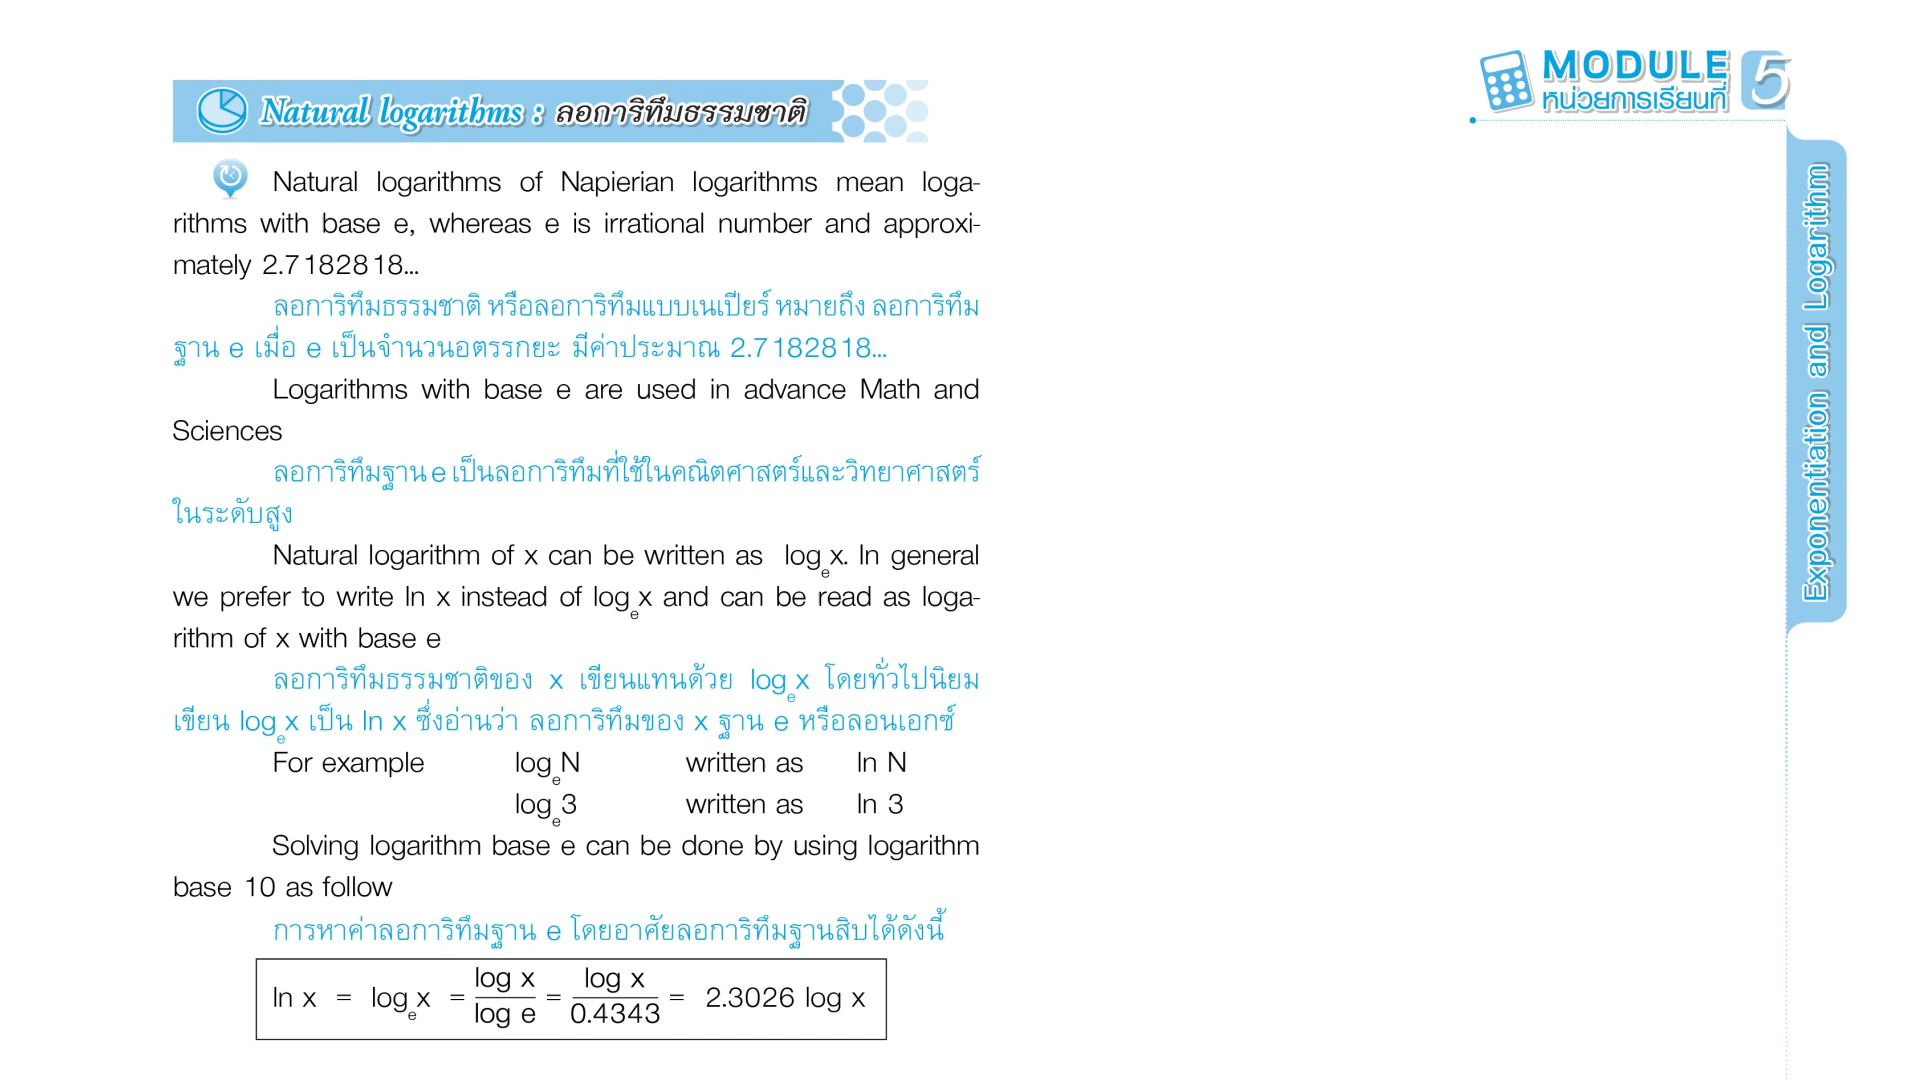 MODULE 5
หน่วยการเรียนที่
Natural logarithms : ลอการิทึมธรรมชาติ
Natural logarithms of Napierian logarithms mean loga-
rithms with base e, whereas e is irrational number and approxi-
mately 2.7182818...
ลอการิทึมธรรมชาติ หรือลอการิทึมแบบเนเปียร์ หมายถึง ลอการิทึม
ฐาน e เมื่อ e เป็นจำนวนอตรรกยะ มีค่าประมาณ 2.7182818...
Logarithms with base e are used in advance Math and
Sciences
ลอการิทึมฐาน e เป็นลอการิทึมที่ใช้ในคณิตศาสตร์และวิทยาศาสตร์
ในระดับสูง
Natural logarithm of x can be written as logₑx. In general
we prefer to write ln x instead of logₑx and can be read as loga-
rithm of x with base e
ลอการิทึมธรรมชาติของ x เขียนแทนด้วย logₑx โดยทั่วไปนิยม
เขียน logₑx เป็น ln x ซึ่งอ่านว่า ลอการิทึมของ x ฐาน e หรือลอนเอกซ์
For example logₑN written as ln N
logₑ3 written as ln 3
Solving logarithm base e can be done by using logarithm
base 10 as follow
การหาค่าลอการิทึมฐาน e โดยอาศัยลอการิทึมฐานสิบได้ดังนี้
ln x = logₑx = log x / log e = log x / 0.4343 = 2.3026 log x
Exponentiation and Logarithm